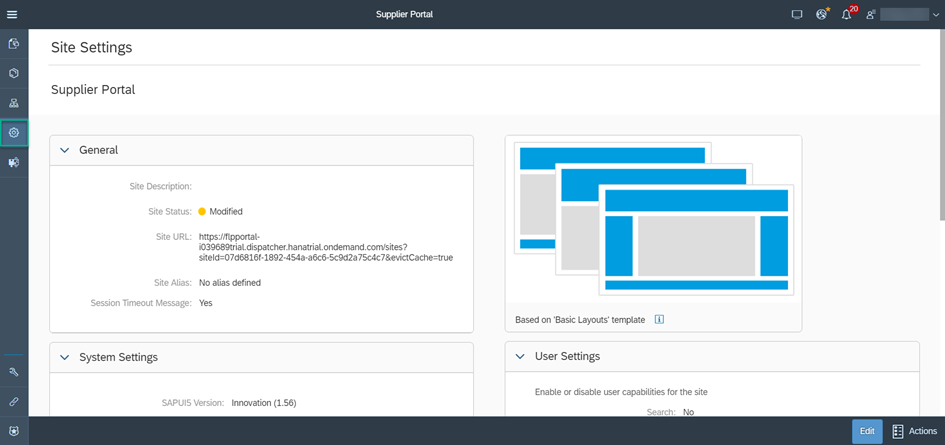 Supplier Portal
20
Site Settings
Supplier Portal
General
Site Description:
Site Status: Modified
Site URL: https://flpportal-
i039689trial.dispatcher.hanatrial.ondemand.com/sites?
siteId=07d6816f-1892-454a-a6c6-5c9d2a75c4c7&evictCache=true
Site Alias: No alias defined
Session Timeout Message: Yes
Based on 'Basic Layouts' template
System Settings
SAPUI5 Version: Innovation (1.56)
User Settings
Enable or disable user capabilities for the site
Search: No
Edit
Actions